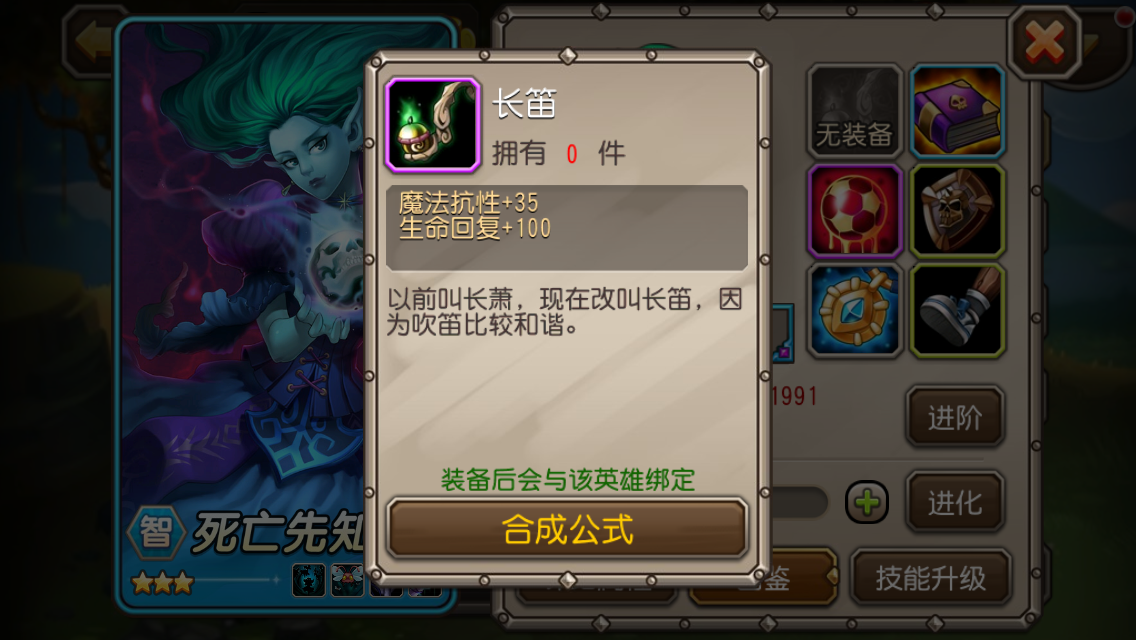 长笛
拥有 0 件
魔法抗性+35
生命回复+100
以前叫长萧，现在改叫长笛，因
为吹笛比较和谐。
装备后会与该英雄绑定
合成公式
无装备
1991
进阶
进化
技能升级
智
死亡先知